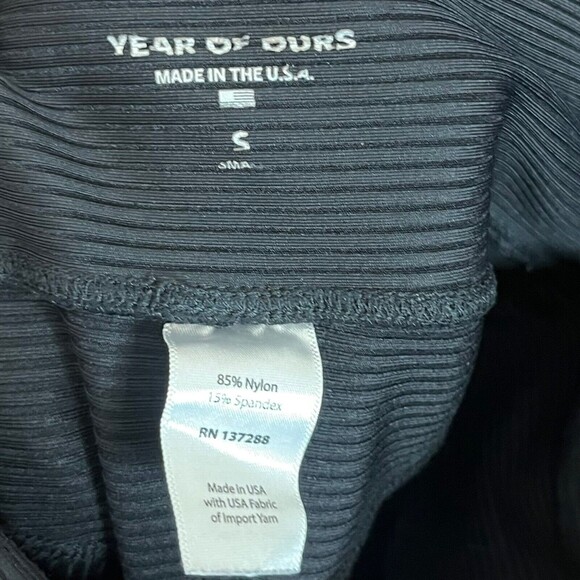 YEAR OF OURS
MADE IN THE U.S.A.
S
SMA
85% Nylon
15% Spandex
RN 137288
Made in USA
with USA Fabric
of Import Yarn